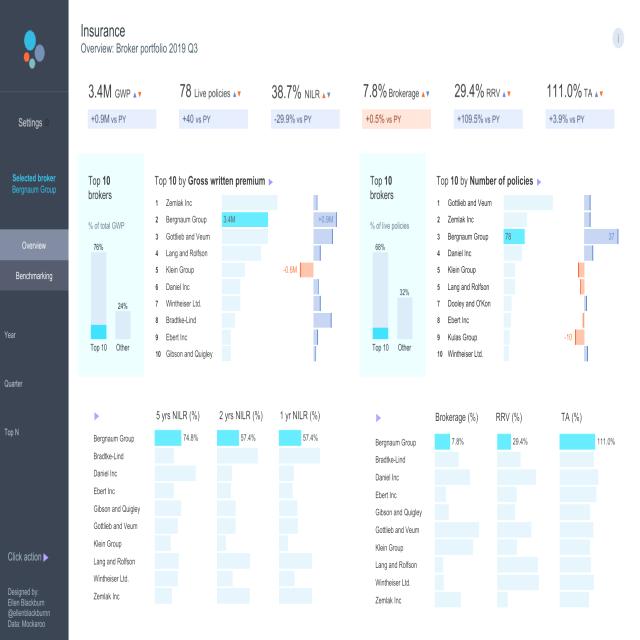 Insurance
Overview: Broker portfolio 2019 Q3
i
3.4M GWP
78 Live policies
38.7% NILR
7.8% Brokerage
29.4% RRV
111.0% TA
+0.9M vs PY
+40 vs PY
-29.9% vs PY
+0.5% vs PY
+109.5% vs PY
+3.9% vs PY
Settings
Selected broker
Bergnaum Group
Overview
Benchmarking
Year
Quarter
Top N
Click action
Designed by:
Ellen Blackburn
@ellenblackburnn
Data: Mockaroo
Top 10
brokers
% of total GWP
76%
24%
Top 10
Other
Top 10 by Gross written premium
1 Zemlak Inc
2 Bergnaum Group 3.4M +0.9M
3 Gottlieb and Veum
4 Lang and Rolfson
5 Klein Group -0.6M
6 Daniel Inc
7 Wintheiser Ltd.
8 Bradtke-Lind
9 Ebert Inc
10 Gibson and Quigley
Top 10
brokers
% of live policies
68%
32%
Top 10
Other
Top 10 by Number of policies
1 Gottlieb and Veum
2 Zemlak Inc
3 Bergnaum Group 78 37
4 Daniel Inc
5 Klein Group
6 Lang and Rolfson
7 Dooley and O'Kon
8 Ebert Inc
9 Kulas Group -10
10 Wintheiser Ltd.
5 yrs NILR (%)
2 yrs NILR (%)
1 yr NILR (%)
Bergnaum Group 74.8% 57.4% 57.4%
Bradtke-Lind
Daniel Inc
Ebert Inc
Gibson and Quigley
Gottlieb and Veum
Klein Group
Lang and Rolfson
Wintheiser Ltd.
Zemlak Inc
Brokerage (%)
RRV (%)
TA (%)
Bergnaum Group 7.8% 29.4% 111.0%
Bradtke-Lind
Daniel Inc
Ebert Inc
Gibson and Quigley
Gottlieb and Veum
Klein Group
Lang and Rolfson
Wintheiser Ltd.
Zemlak Inc